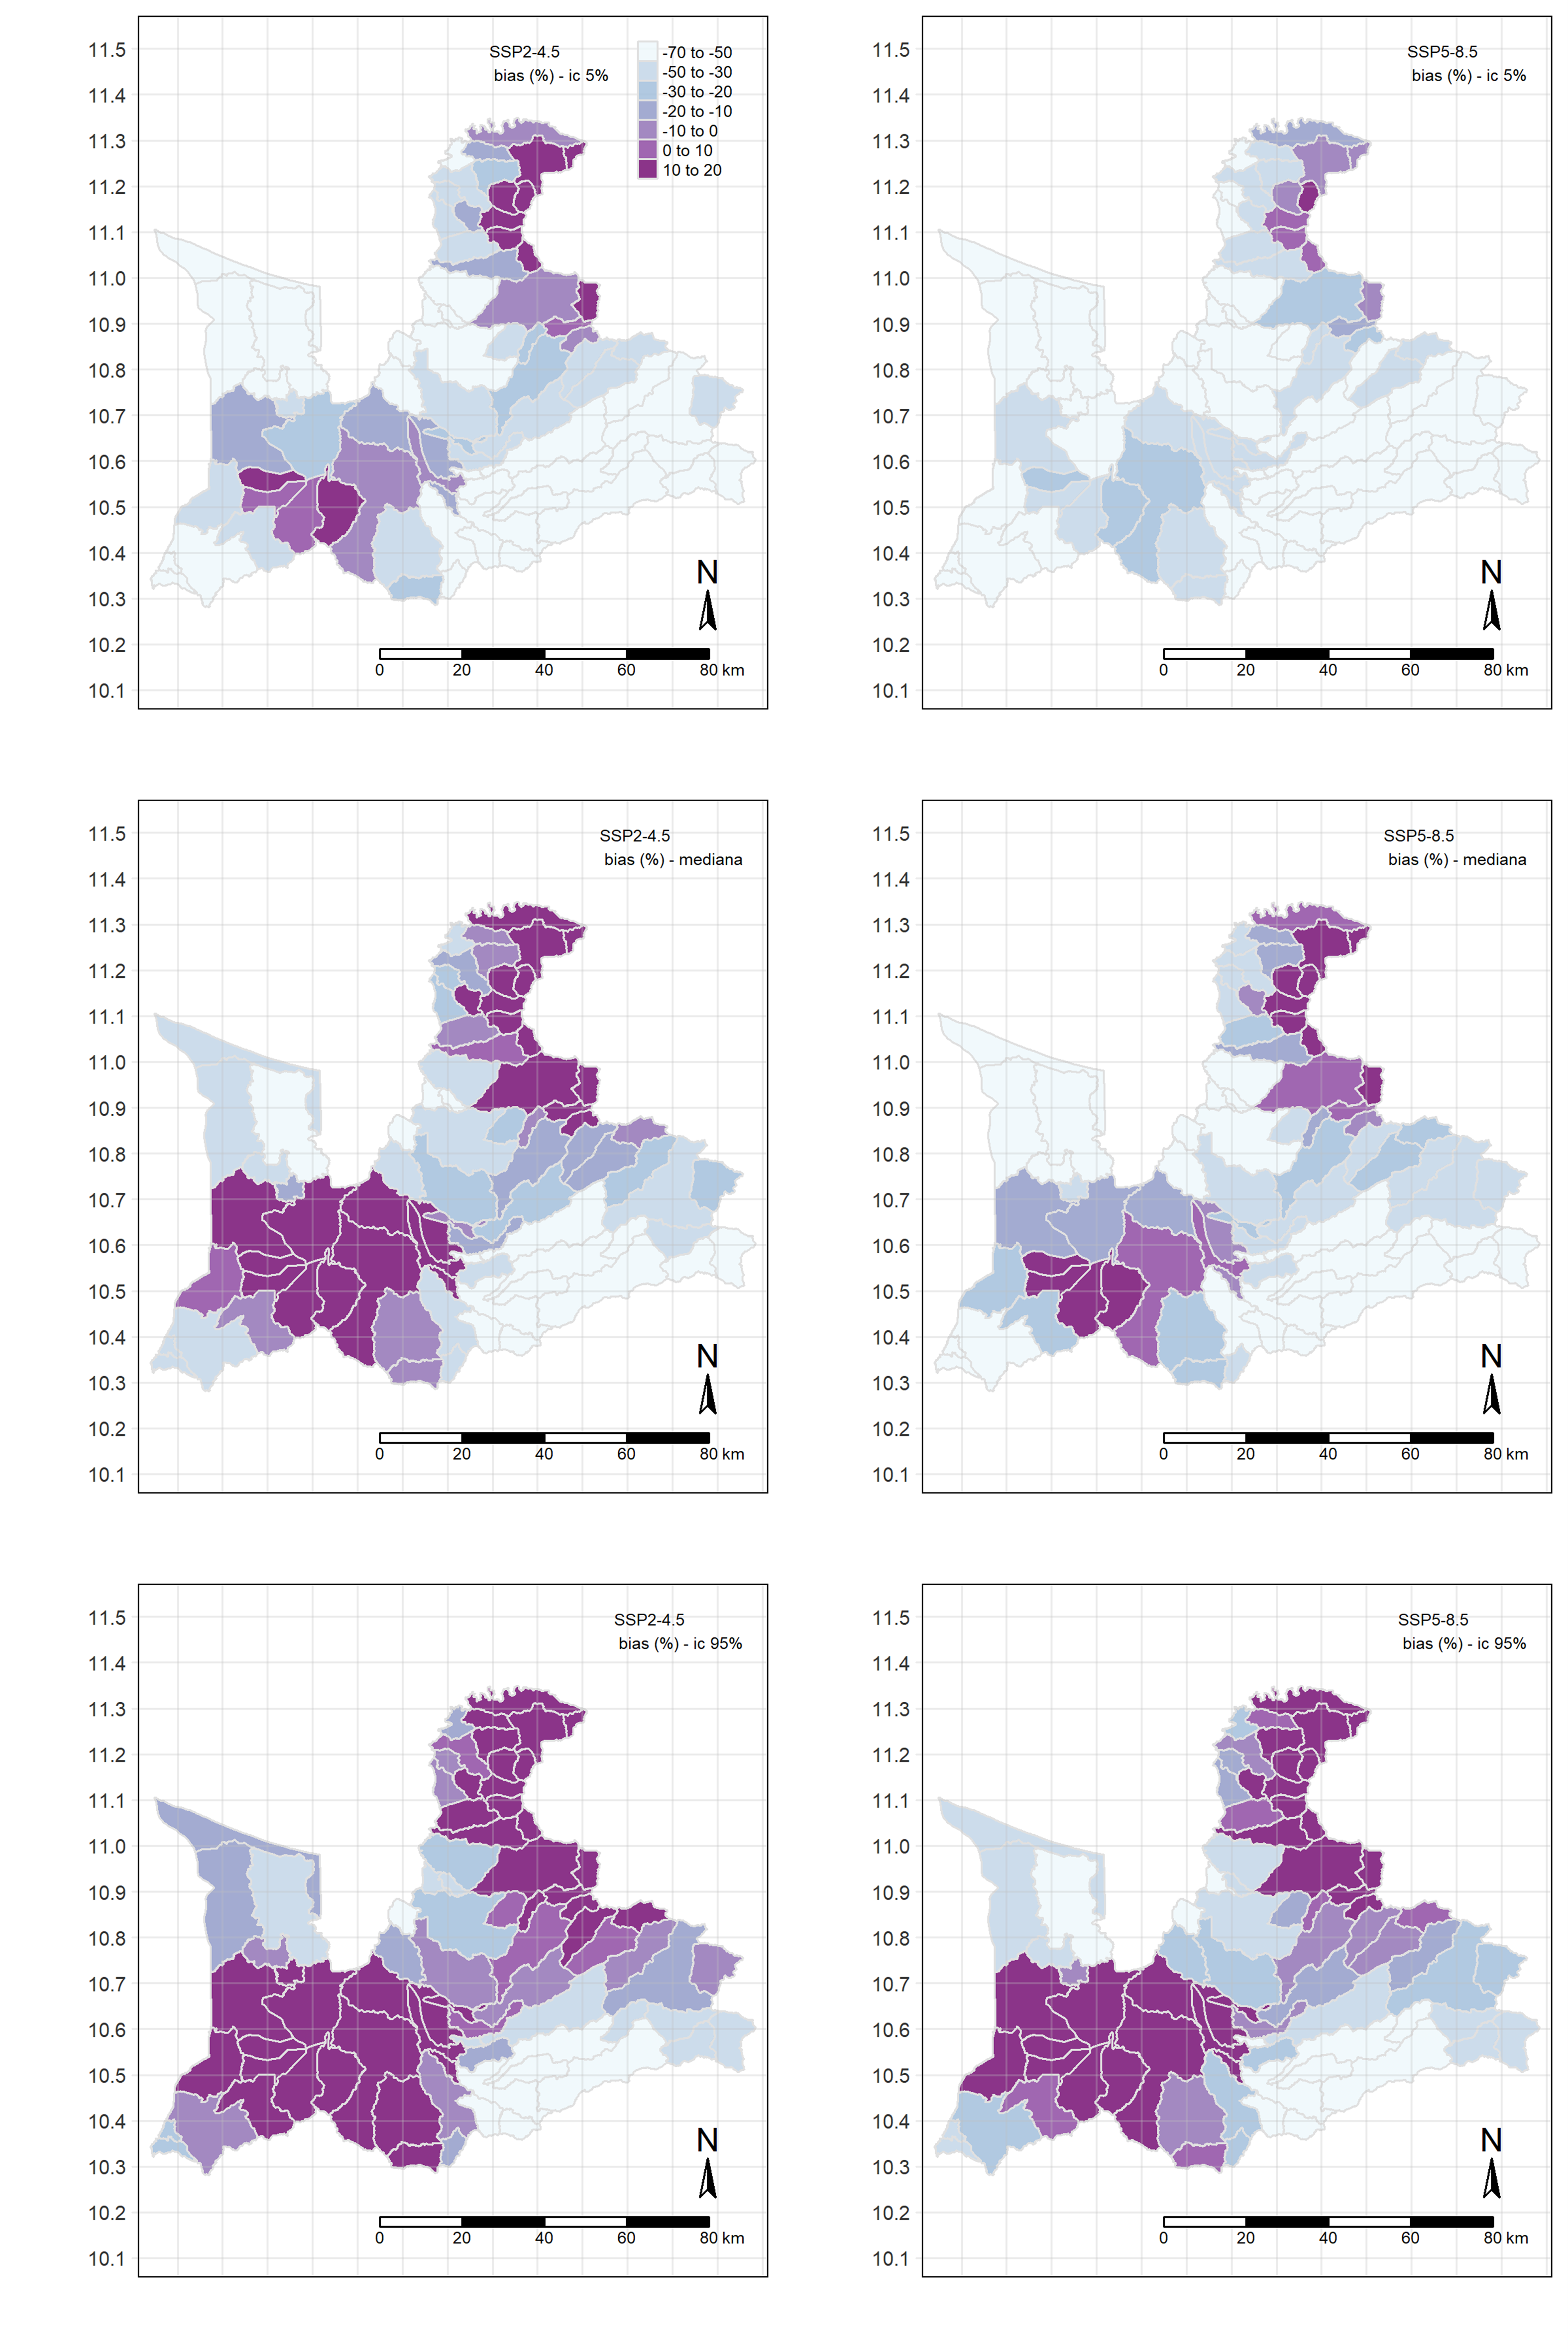 SSP2-4.5
bias (%) - ic 5%
-70 to -50
-50 to -30
-30 to -20
-20 to -10
-10 to 0
0 to 10
10 to 20
11.5
11.4
11.3
11.2
11.1
11.0
10.9
10.8
10.7
10.6
10.5
10.4
10.3
10.2
10.1
N
0 20 40 60 80 km
SSP5-8.5
bias (%) - ic 5%
11.5
11.4
11.3
11.2
11.1
11.0
10.9
10.8
10.7
10.6
10.5
10.4
10.3
10.2
10.1
N
0 20 40 60 80 km
SSP2-4.5
bias (%) - mediana
11.5
11.4
11.3
11.2
11.1
11.0
10.9
10.8
10.7
10.6
10.5
10.4
10.3
10.2
10.1
N
0 20 40 60 80 km
SSP5-8.5
bias (%) - mediana
11.5
11.4
11.3
11.2
11.1
11.0
10.9
10.8
10.7
10.6
10.5
10.4
10.3
10.2
10.1
N
0 20 40 60 80 km
SSP2-4.5
bias (%) - ic 95%
11.5
11.4
11.3
11.2
11.1
11.0
10.9
10.8
10.7
10.6
10.5
10.4
10.3
10.2
10.1
N
0 20 40 60 80 km
SSP5-8.5
bias (%) - ic 95%
11.5
11.4
11.3
11.2
11.1
11.0
10.9
10.8
10.7
10.6
10.5
10.4
10.3
10.2
10.1
N
0 20 40 60 80 km